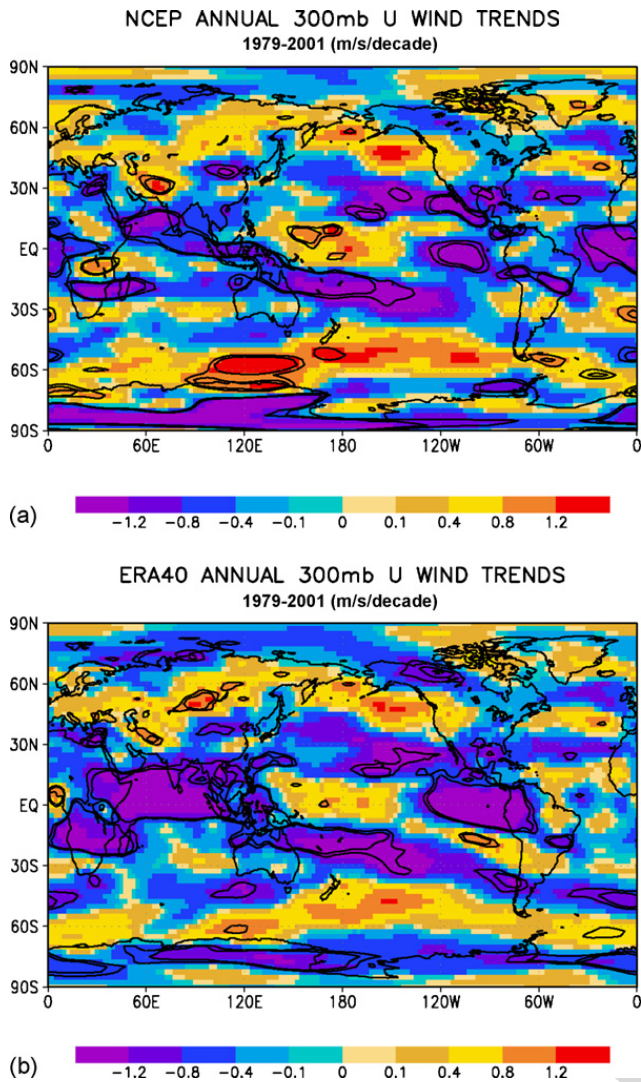 NCEP ANNUAL 300mb U WIND TRENDS
1979-2001 (m/s/decade)
90N
60N
30N
EQ
30S
60S
90S
0 60E 120E 180 120W 60W 0
(a)
−1.2 −0.8 −0.4 −0.1 0 0.1 0.4 0.8 1.2
ERA40 ANNUAL 300mb U WIND TRENDS
1979-2001 (m/s/decade)
90N
60N
30N
EQ
30S
60S
90S
0 60E 120E 180 120W 60W 0
(b)
−1.2 −0.8 −0.4 −0.1 0 0.1 0.4 0.8 1.2